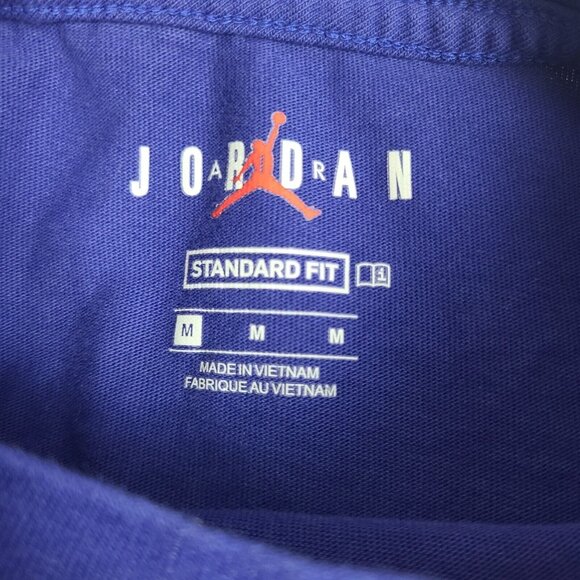 JORDAN
AIR
STANDARD FIT
M M M
MADE IN VIETNAM
FABRIQUE AU VIETNAM